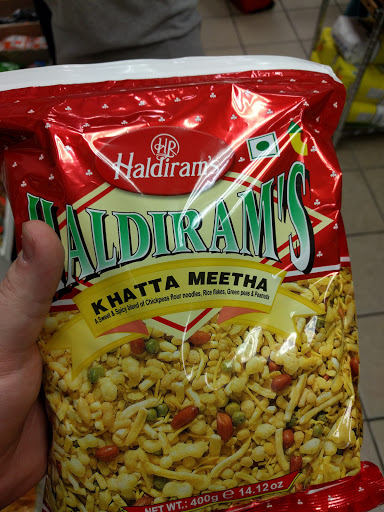 HR
Haldiram's
HALDIRAM'S
KHATTA MEETHA
A Sweet & Spicy blend of Chickpeas flour noodles, Rice flakes, Green peas & Peanuts
NET WT.: 400g ℮ 14.12 oz